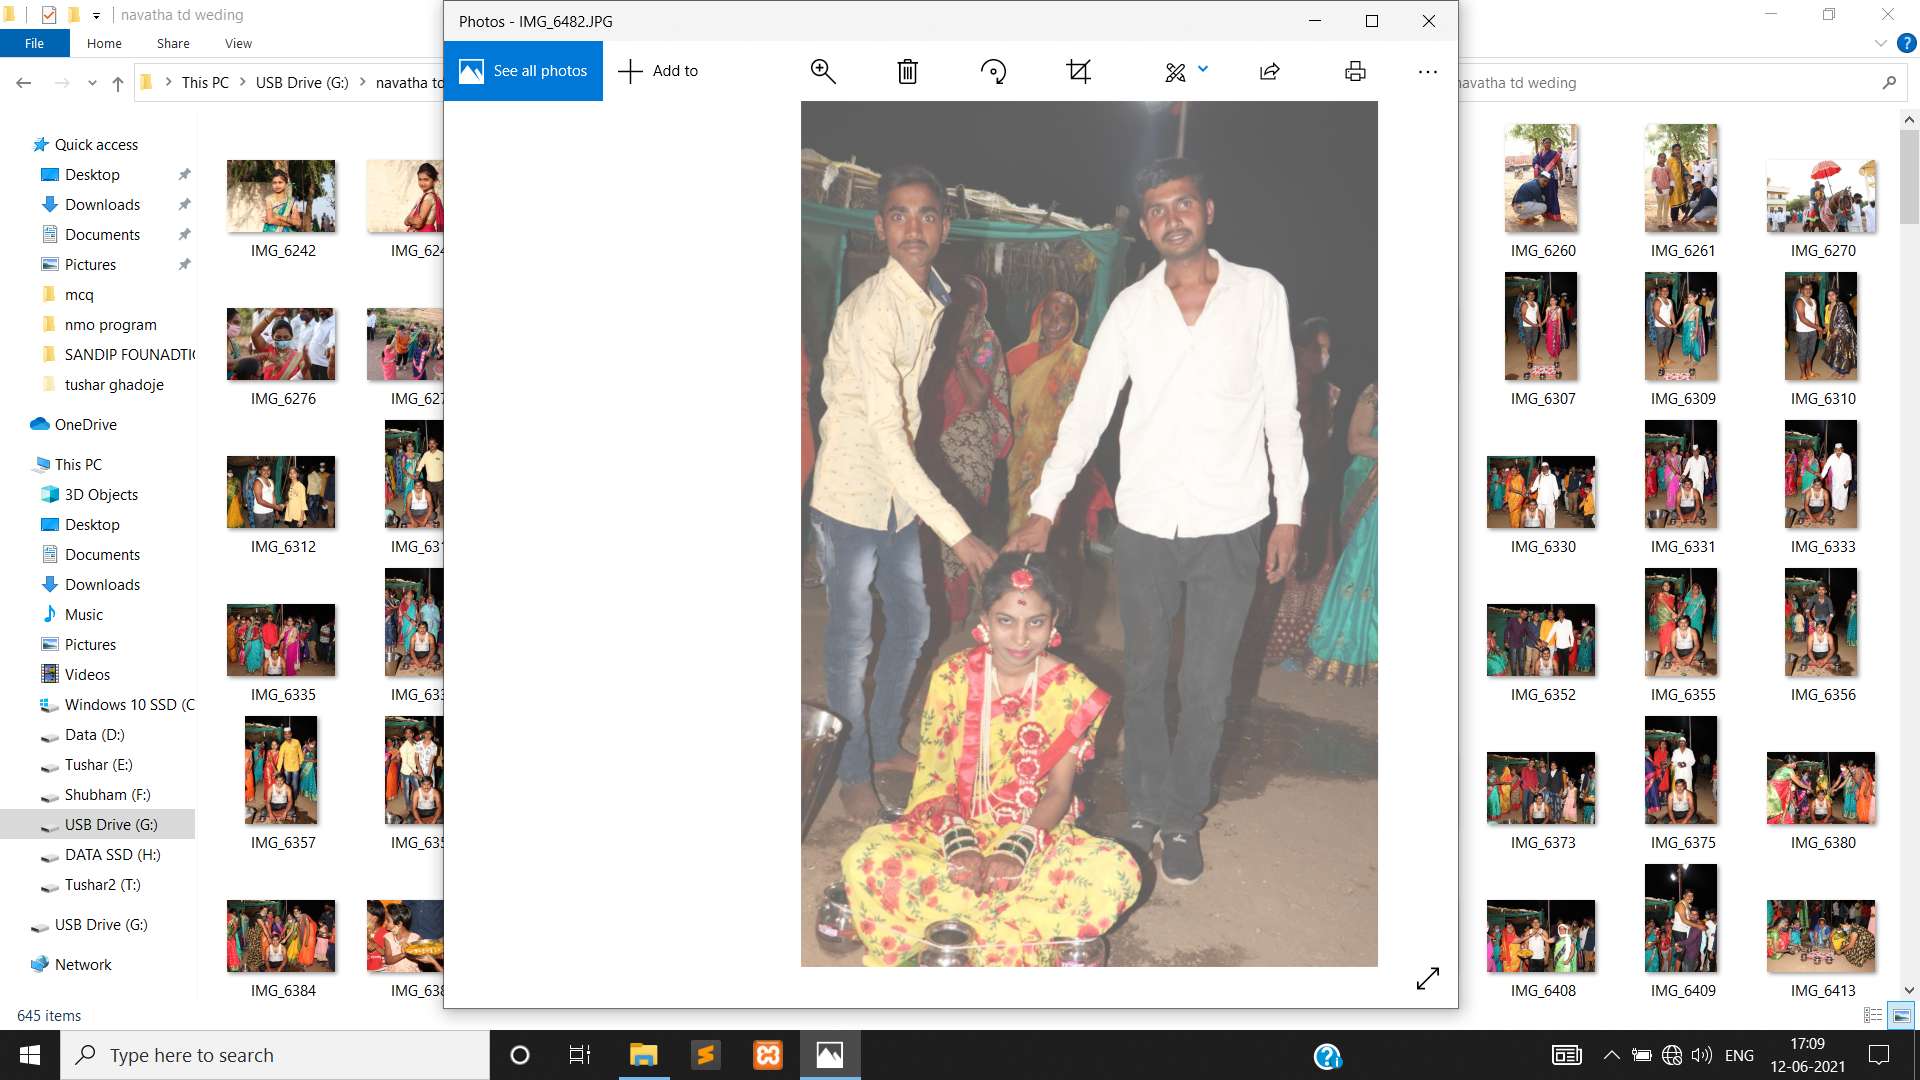 navatha td weding
File
Home
Share
View
This PC
USB Drive (G:)
navatha td
navatha td weding
Photos - IMG_6482.JPG
See all photos
Add to
Quick access
Desktop
Downloads
Documents
Pictures
mcq
nmo program
SANDIP FOUNADTIC
tushar ghadoje
OneDrive
This PC
3D Objects
Desktop
Documents
Downloads
Music
Pictures
Videos
Windows 10 SSD (C
Data (D:)
Tushar (E:)
Shubham (F:)
USB Drive (G:)
DATA SSD (H:)
Tushar2 (T:)
USB Drive (G:)
Network
IMG_6242
IMG_6260
IMG_6261
IMG_6270
IMG_6276
IMG_627
IMG_6307
IMG_6309
IMG_6310
IMG_6312
IMG_631
IMG_6330
IMG_6331
IMG_6333
IMG_6335
IMG_633
IMG_6352
IMG_6355
IMG_6356
IMG_6357
IMG_635
IMG_6373
IMG_6375
IMG_6380
IMG_6384
IMG_638
IMG_6408
IMG_6409
IMG_6413
645 items
Type here to search
ENG
17:09
12-06-2021